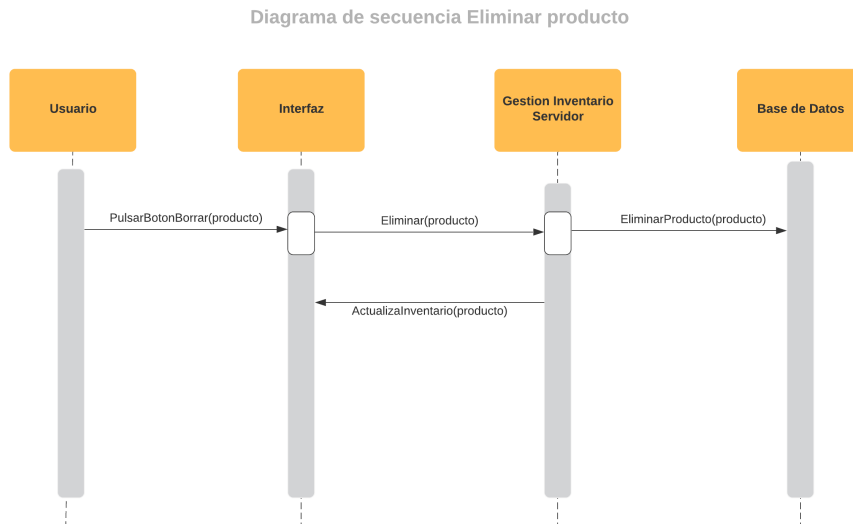 Diagrama de secuencia Eliminar producto
Usuario
Interfaz
Gestion Inventario
Servidor
Base de Datos
PulsarBotonBorrar(producto)
Eliminar(producto)
EliminarProducto(producto)
ActualizaInventario(producto)